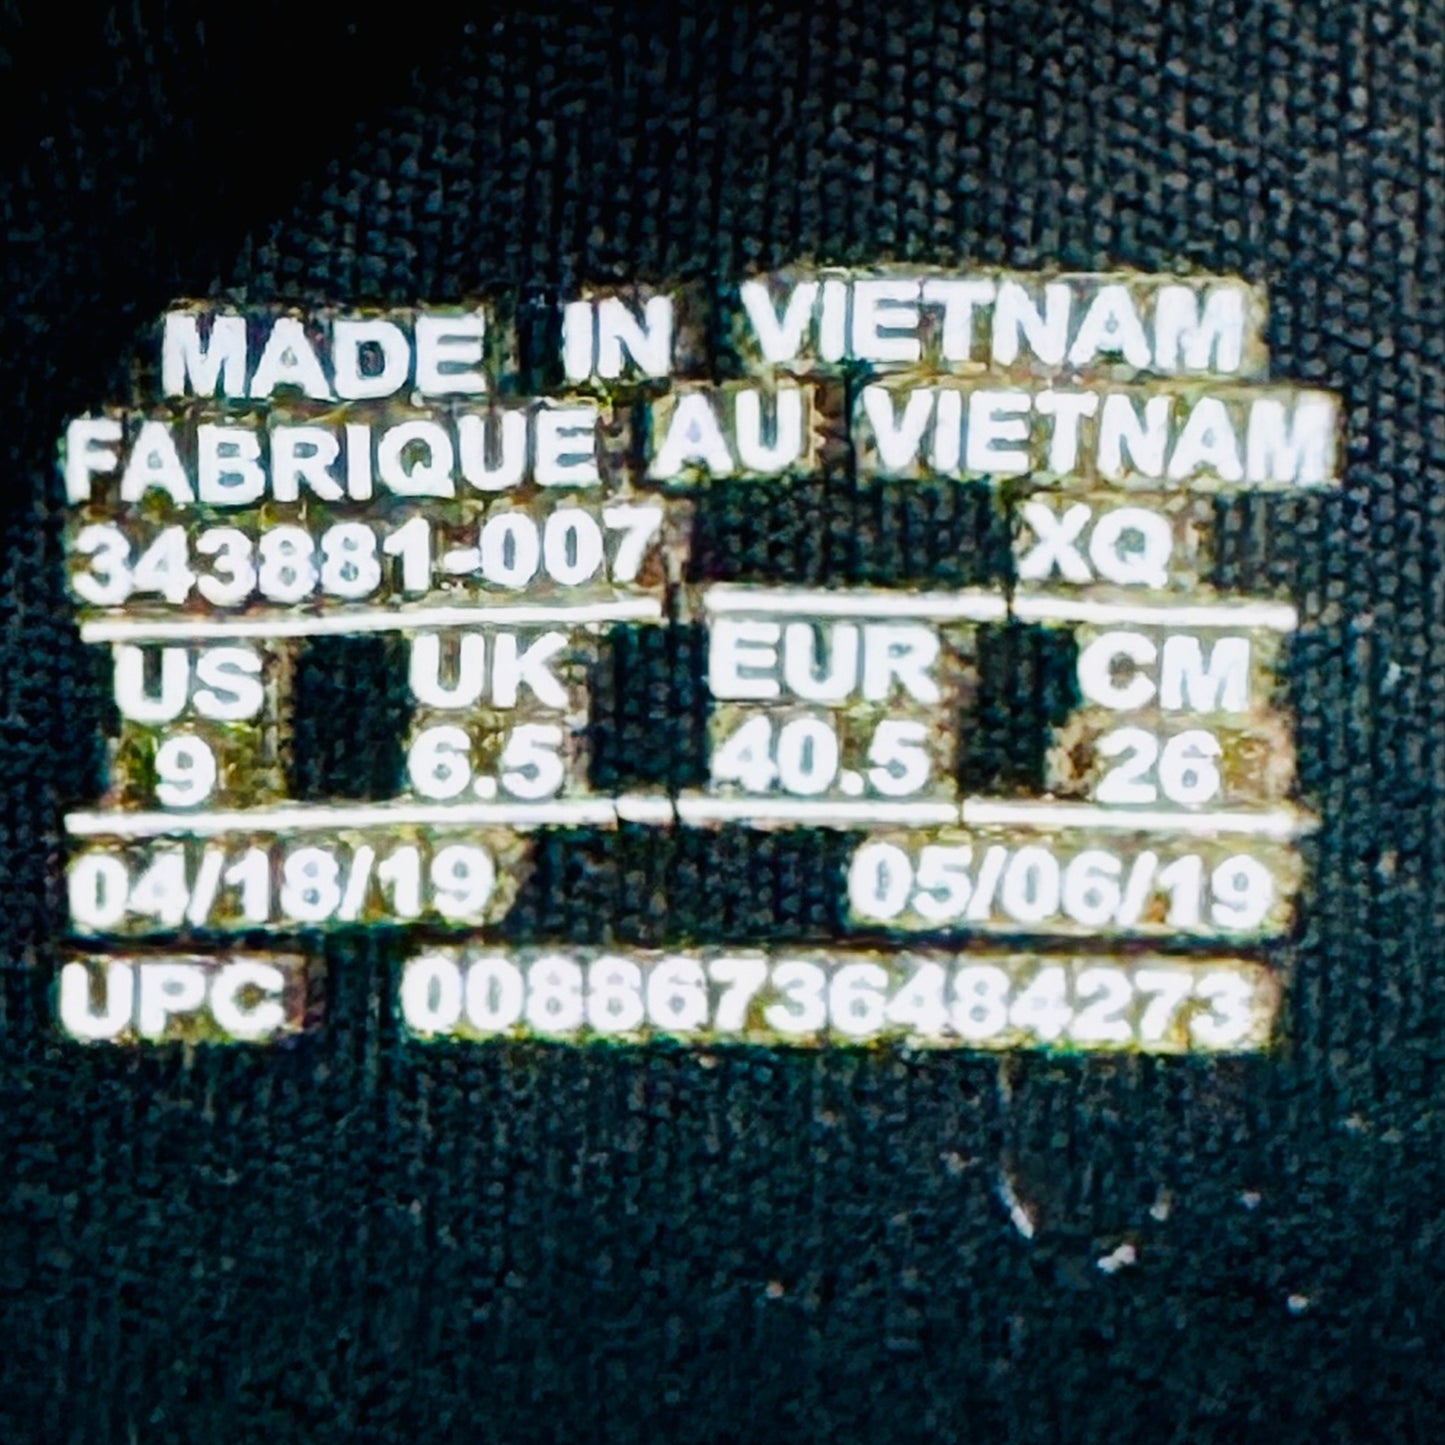 MADE IN VIETNAM
FABRIQUE AU VIETNAM
343881-007 XQ
US UK EUR CM
9 6.5 40.5 26
04/18/19 05/06/19
UPC 00886736484273